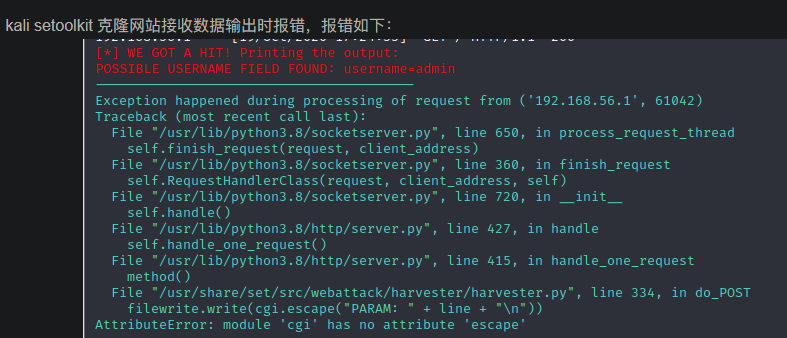 kali setoolkit 克隆网站接收数据输出时报错，报错如下：
[*] WE GOT A HIT! Printing the output:
POSSIBLE USERNAME FIELD FOUND: username=admin
----------------------------------------
Exception happened during processing of request from ('192.168.56.1', 61042)
Traceback (most recent call last):
  File "/usr/lib/python3.8/socketserver.py", line 650, in process_request_thread
    self.finish_request(request, client_address)
  File "/usr/lib/python3.8/socketserver.py", line 360, in finish_request
    self.RequestHandlerClass(request, client_address, self)
  File "/usr/lib/python3.8/socketserver.py", line 720, in __init__
    self.handle()
  File "/usr/lib/python3.8/http/server.py", line 427, in handle
    self.handle_one_request()
  File "/usr/lib/python3.8/http/server.py", line 415, in handle_one_request
    method()
  File "/usr/share/set/src/webattack/harvester/harvester.py", line 334, in do_POST
    filewrite.write(cgi.escape("PARAM: " + line + "\n"))
AttributeError: module 'cgi' has no attribute 'escape'